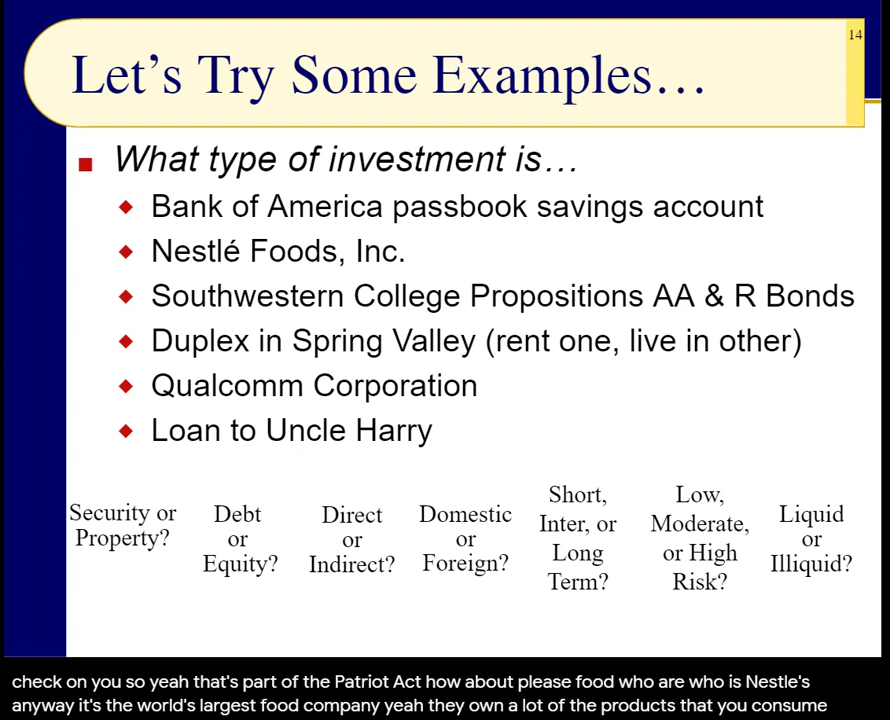 14
Let's Try Some Examples…
What type of investment is…
Bank of America passbook savings account
Nestlé Foods, Inc.
Southwestern College Propositions AA & R Bonds
Duplex in Spring Valley (rent one, live in other)
Qualcomm Corporation
Loan to Uncle Harry
Security or
Property?
Debt
or
Equity?
Direct
or
Indirect?
Domestic
or
Foreign?
Short,
Inter, or
Long
Term?
Low,
Moderate,
or High
Risk?
Liquid
or
Illiquid?
check on you so yeah that's part of the Patriot Act how about please food who are who is Nestle's
anyway it's the world's largest food company yeah they own a lot of the products that you consume